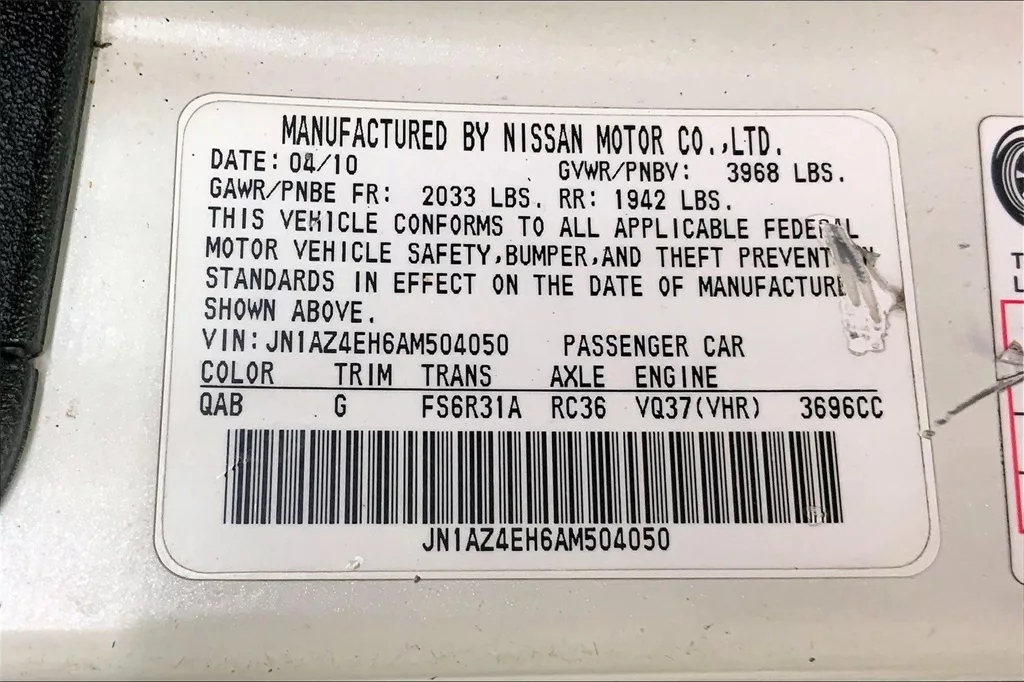 MANUFACTURED BY NISSAN MOTOR CO.,LTD.
DATE: 04/10 GVWR/PNBV: 3968 LBS.
GAWR/PNBE FR: 2033 LBS. RR: 1942 LBS.
THIS VEHICLE CONFORMS TO ALL APPLICABLE FEDERAL
MOTOR VEHICLE SAFETY,BUMPER,AND THEFT
STANDARDS IN EFFECT ON THE DATE OF MANUFACTURE
SHOWN ABOVE.
VIN: JN1AZ4EH6AM504050 PASSENGER CAR
COLOR TRIM TRANS AXLE ENGINE
QAB G FS6R31A RC36 VQ37(VHR) 3696CC
JN1AZ4EH6AM504050